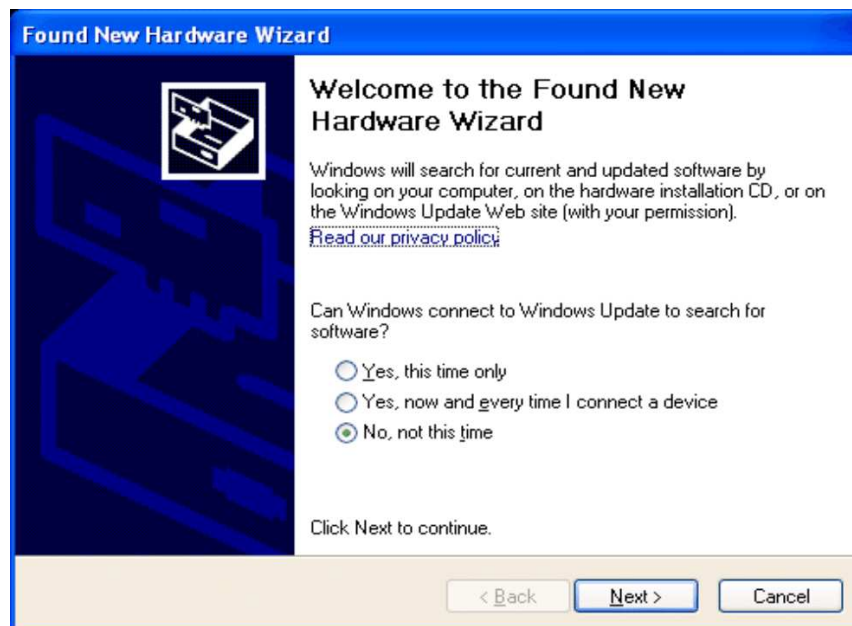 Found New Hardware Wizard
Welcome to the Found New
Hardware Wizard
Windows will search for current and updated software by
looking on your computer, on the hardware installation CD, or on
the Windows Update Web site (with your permission).
Read our privacy policy
Can Windows connect to Windows Update to search for
software?
Yes, this time only
Yes, now and every time I connect a device
No, not this time
Click Next to continue.
< Back Next > Cancel